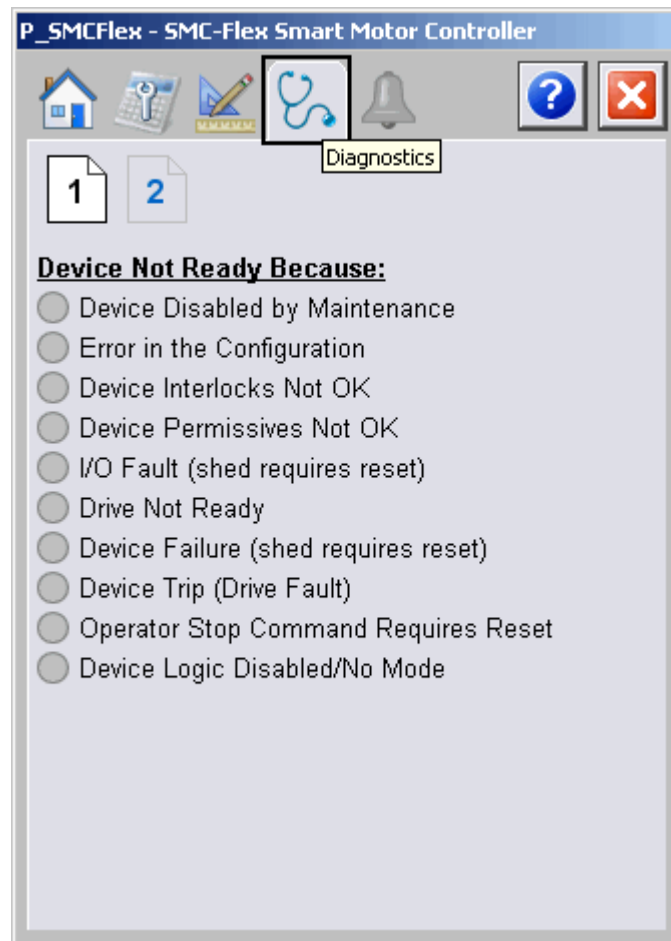 P_SMCFlex - SMC-Flex Smart Motor Controller
?
Diagnostics
1 2
Device Not Ready Because:
Device Disabled by Maintenance
Error in the Configuration
Device Interlocks Not OK
Device Permissives Not OK
I/O Fault (shed requires reset)
Drive Not Ready
Device Failure (shed requires reset)
Device Trip (Drive Fault)
Operator Stop Command Requires Reset
Device Logic Disabled/No Mode